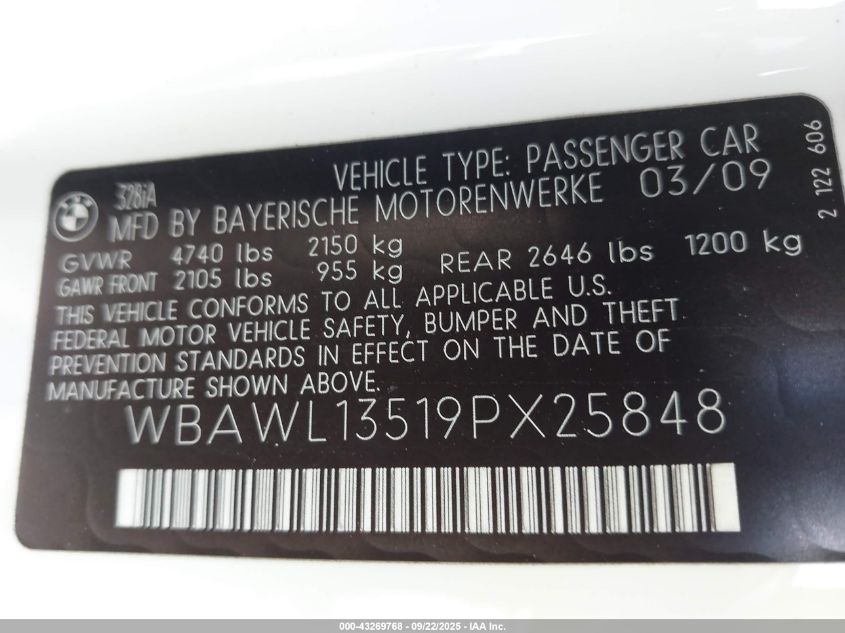 BMW
328iA
VEHICLE TYPE: PASSENGER CAR
MFD BY BAYERISCHE MOTORENWERKE 03/09
GVWR 4740 lbs 2150 kg
GAWR FRONT 2105 lbs 955 kg REAR 2646 lbs 1200 kg
THIS VEHICLE CONFORMS TO ALL APPLICABLE U.S.
FEDERAL MOTOR VEHICLE SAFETY, BUMPER AND THEFT
PREVENTION STANDARDS IN EFFECT ON THE DATE OF
MANUFACTURE SHOWN ABOVE.
WBAWL13519PX25848
2 122 606
000-43269768 - 09/22/2025 - IAA Inc.